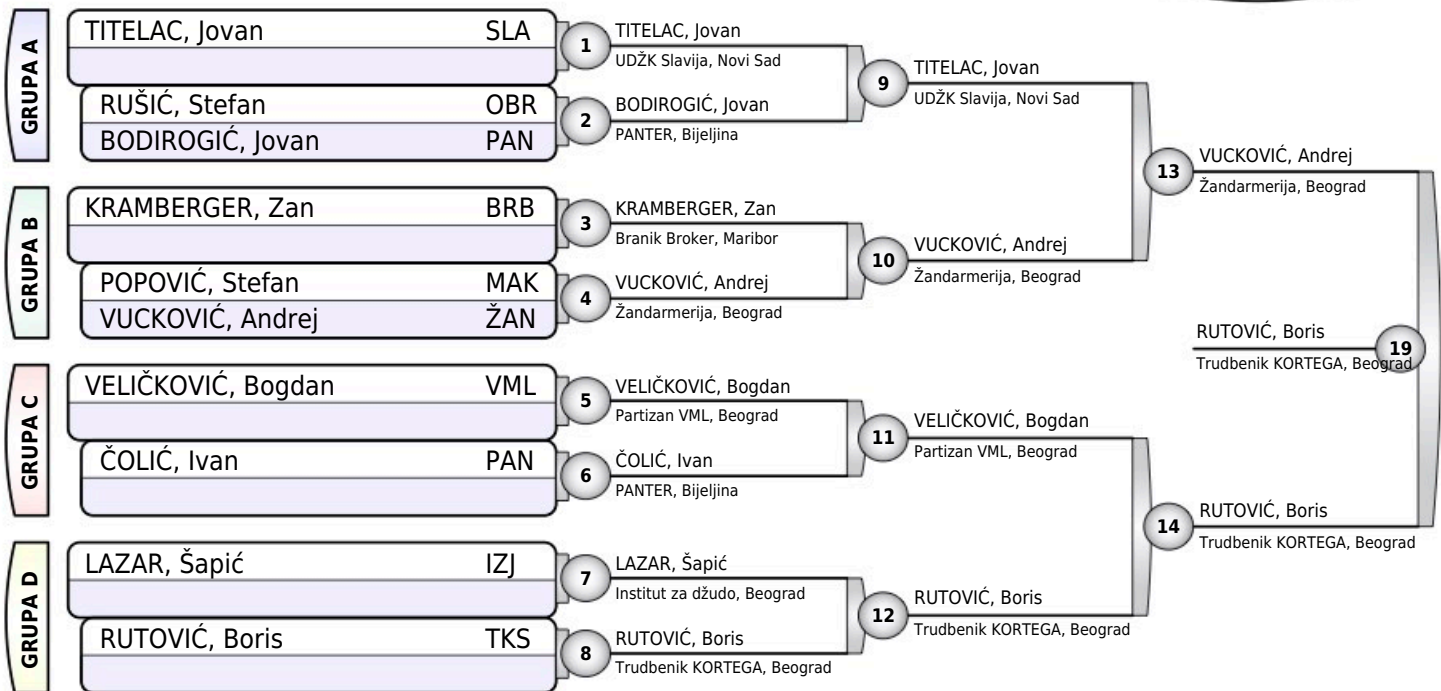 GRUPA A
TITELAC, Jovan SLA
RUŠIĆ, Stefan OBR
BODIROGIĆ, Jovan PAN
GRUPA B
KRAMBERGER, Zan BRB
POPOVIĆ, Stefan MAK
VUCKOVIĆ, Andrej ŽAN
GRUPA C
VELIČKOVIĆ, Bogdan VML
ČOLIĆ, Ivan PAN
GRUPA D
LAZAR, Šapić IZJ
RUTOVIĆ, Boris TKS
1
TITELAC, Jovan
UDŽK Slavija, Novi Sad
2
BODIROGIĆ, Jovan
PANTER, Bijeljina
3
KRAMBERGER, Zan
Branik Broker, Maribor
4
VUCKOVIĆ, Andrej
Žandarmerija, Beograd
5
VELIČKOVIĆ, Bogdan
Partizan VML, Beograd
6
ČOLIĆ, Ivan
PANTER, Bijeljina
7
LAZAR, Šapić
Institut za džudo, Beograd
8
RUTOVIĆ, Boris
Trudbenik KORTEGA, Beograd
9
TITELAC, Jovan
UDŽK Slavija, Novi Sad
10
VUCKOVIĆ, Andrej
Žandarmerija, Beograd
11
VELIČKOVIĆ, Bogdan
Partizan VML, Beograd
12
RUTOVIĆ, Boris
Trudbenik KORTEGA, Beograd
13
VUCKOVIĆ, Andrej
Žandarmerija, Beograd
14
RUTOVIĆ, Boris
Trudbenik KORTEGA, Beograd
RUTOVIĆ, Boris
19
Trudbenik KORTEGA, Beograd